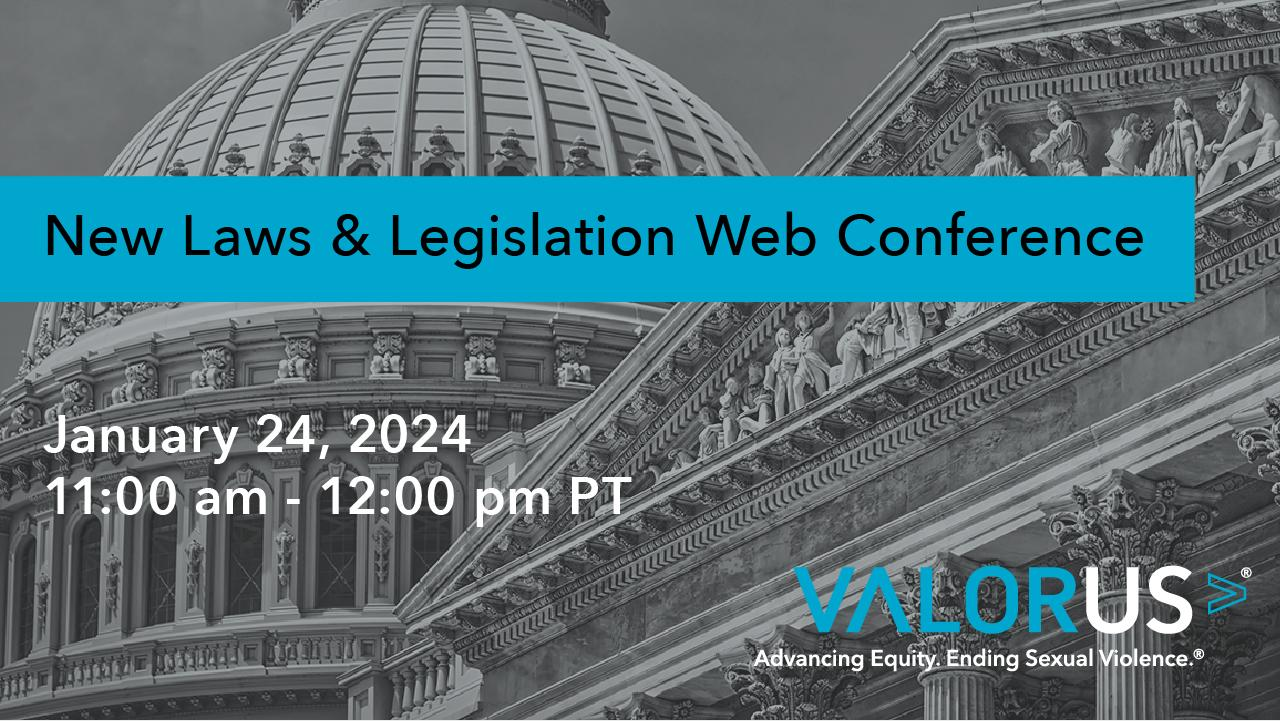 New Laws & Legislation Web Conference
January 24, 2024
11:00 am - 12:00 pm PT
VALORUS®
Advancing Equity. Ending Sexual Violence.®